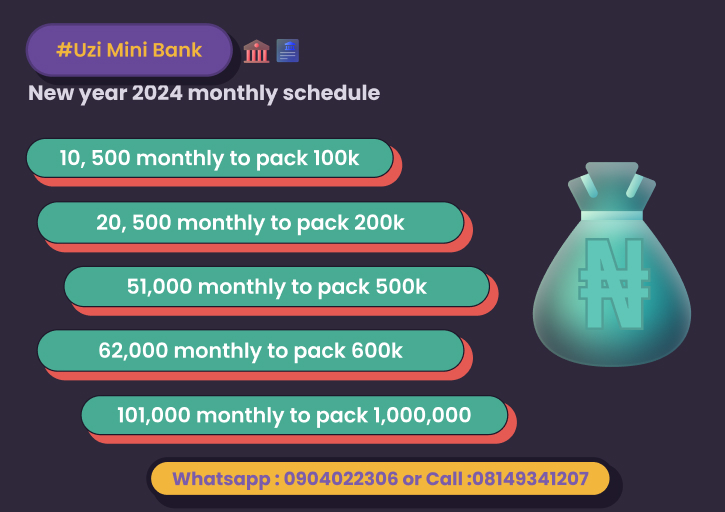 #Uzi Mini Bank
New year 2024 monthly schedule
10, 500 monthly to pack 100k
20, 500 monthly to pack 200k
51,000 monthly to pack 500k
₦
62,000 monthly to pack 600k
101,000 monthly to pack 1,000,000
Whatsapp : 0904022306 or Call :08149341207